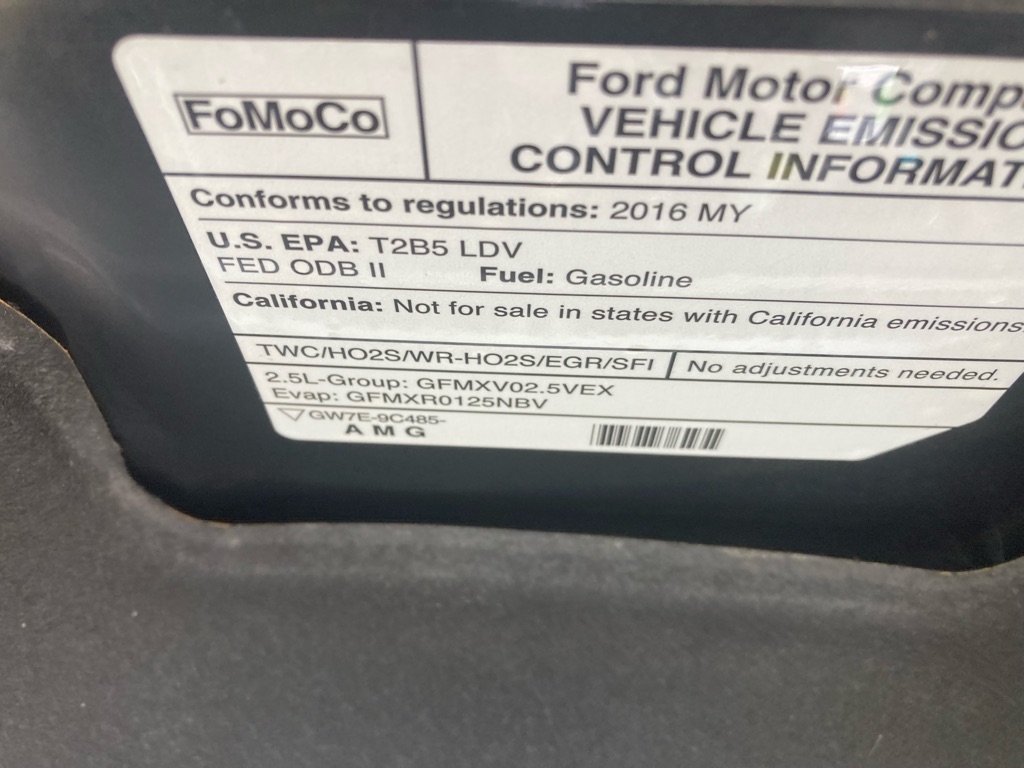 FoMoCo
Ford Motor Comp
VEHICLE EMISSIO
CONTROL INFORMAT
Conforms to regulations: 2016 MY
U.S. EPA: T2B5 LDV
FED ODB II Fuel: Gasoline
California: Not for sale in states with California emissions
TWC/HO2S/WR-HO2S/EGR/SFI No adjustments needed.
2.5L-Group: GFMXV02.5VEX
Evap: GFMXR0125NBV
GW7E-9C485-
AMG